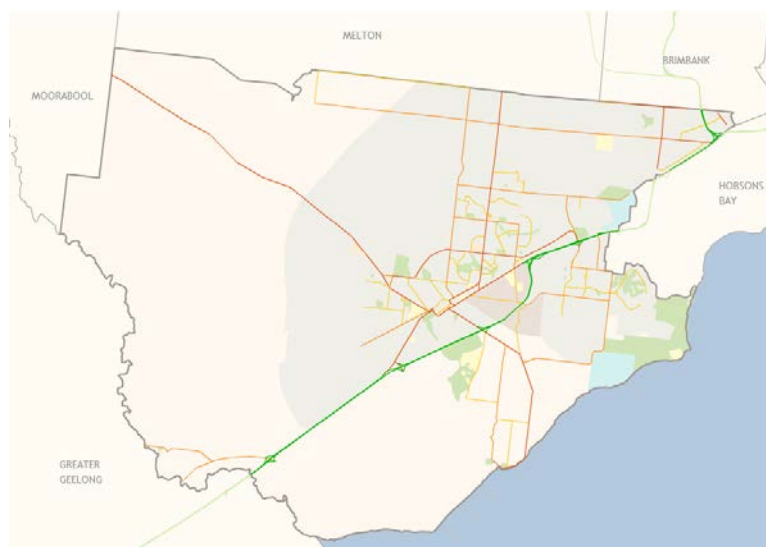 MELTON
BRIMBANK
MOORABOOL
HOBSONS
BAY
GREATER
GEELONG